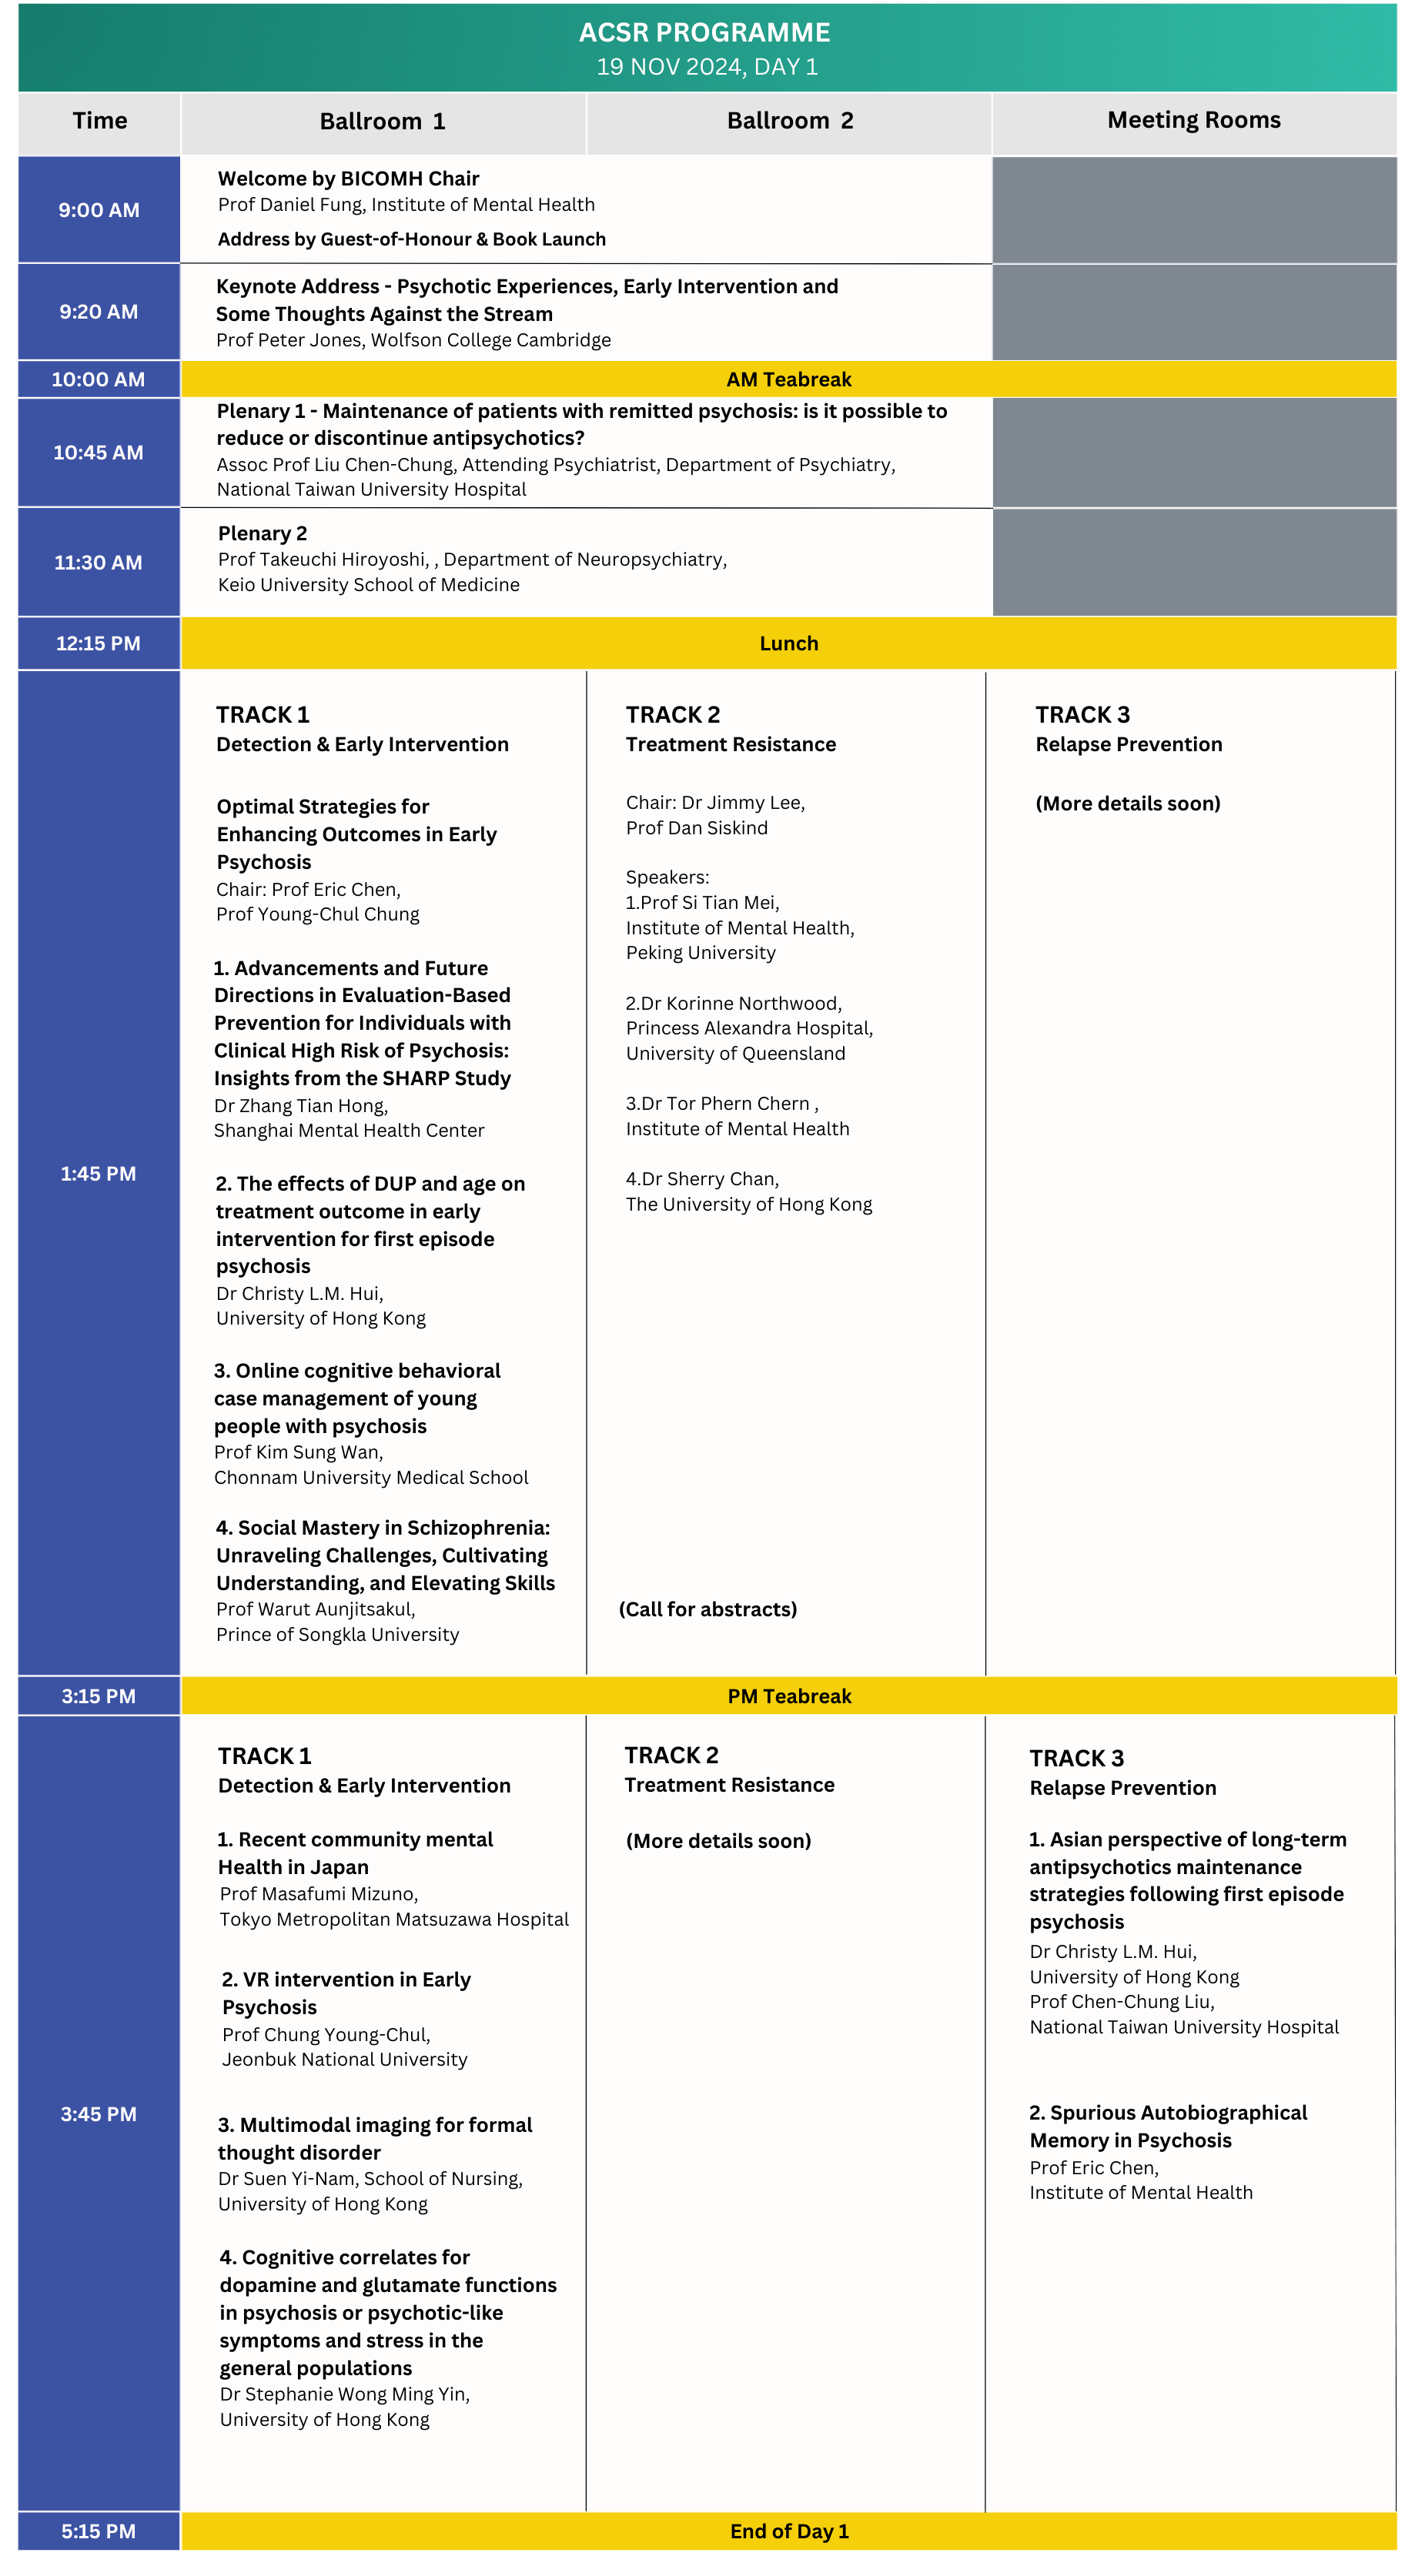 ACSR PROGRAMME
19 NOV 2024, DAY 1
Time
Ballroom 1
Ballroom 2
Meeting Rooms
9:00 AM
Welcome by BICOMH Chair
Prof Daniel Fung, Institute of Mental Health
Address by Guest-of-Honour & Book Launch
9:20 AM
Keynote Address - Psychotic Experiences, Early Intervention and
Some Thoughts Against the Stream
Prof Peter Jones, Wolfson College Cambridge
10:00 AM
AM Teabreak
10:45 AM
Plenary 1 - Maintenance of patients with remitted psychosis: is it possible to
reduce or discontinue antipsychotics?
Assoc Prof Liu Chen-Chung, Attending Psychiatrist, Department of Psychiatry,
National Taiwan University Hospital
11:30 AM
Plenary 2
Prof Takeuchi Hiroyoshi, , Department of Neuropsychiatry,
Keio University School of Medicine
12:15 PM
Lunch
1:45 PM
TRACK 1
Detection & Early Intervention
Optimal Strategies for
Enhancing Outcomes in Early
Psychosis
Chair: Prof Eric Chen,
Prof Young-Chul Chung
1. Advancements and Future
Directions in Evaluation-Based
Prevention for Individuals with
Clinical High Risk of Psychosis:
Insights from the SHARP Study
Dr Zhang Tian Hong,
Shanghai Mental Health Center
2. The effects of DUP and age on
treatment outcome in early
intervention for first episode
psychosis
Dr Christy L.M. Hui,
University of Hong Kong
3. Online cognitive behavioral
case management of young
people with psychosis
Prof Kim Sung Wan,
Chonnam University Medical School
4. Social Mastery in Schizophrenia:
Unraveling Challenges, Cultivating
Understanding, and Elevating Skills
Prof Warut Aunjitsakul,
Prince of Songkla University
TRACK 2
Treatment Resistance
Chair: Dr Jimmy Lee,
Prof Dan Siskind
Speakers:
1.Prof Si Tian Mei,
Institute of Mental Health,
Peking University
2.Dr Korinne Northwood,
Princess Alexandra Hospital,
University of Queensland
3.Dr Tor Phern Chern ,
Institute of Mental Health
4.Dr Sherry Chan,
The University of Hong Kong
(Call for abstracts)
TRACK 3
Relapse Prevention
(More details soon)
3:15 PM
PM Teabreak
3:45 PM
TRACK 1
Detection & Early Intervention
1. Recent community mental
Health in Japan
Prof Masafumi Mizuno,
Tokyo Metropolitan Matsuzawa Hospital
2. VR intervention in Early
Psychosis
Prof Chung Young-Chul,
Jeonbuk National University
3. Multimodal imaging for formal
thought disorder
Dr Suen Yi-Nam, School of Nursing,
University of Hong Kong
4. Cognitive correlates for
dopamine and glutamate functions
in psychosis or psychotic-like
symptoms and stress in the
general populations
Dr Stephanie Wong Ming Yin,
University of Hong Kong
TRACK 2
Treatment Resistance
(More details soon)
TRACK 3
Relapse Prevention
1. Asian perspective of long-term
antipsychotics maintenance
strategies following first episode
psychosis
Dr Christy L.M. Hui,
University of Hong Kong
Prof Chen-Chung Liu,
National Taiwan University Hospital
2. Spurious Autobiographical
Memory in Psychosis
Prof Eric Chen,
Institute of Mental Health
5:15 PM
End of Day 1